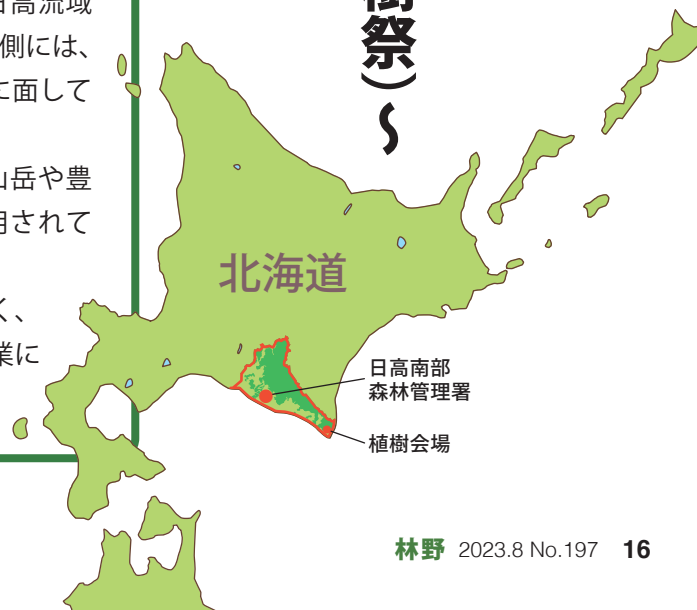 樹祭）～
日高流域
側には、
に面して
山岳や豊
用されて
く、
業に
北海道
日高南部
森林管理署
植樹会場
林野 2023.8 No.197 16